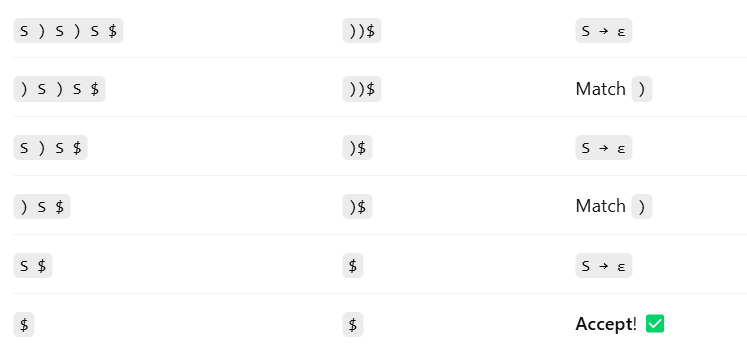 S ) S ) S $ ))$ S → ε
) S ) S $ ))$ Match )
S ) S $ )$ S → ε
) S $ )$ Match )
S $ $ S → ε
$ $ Accept! ✅